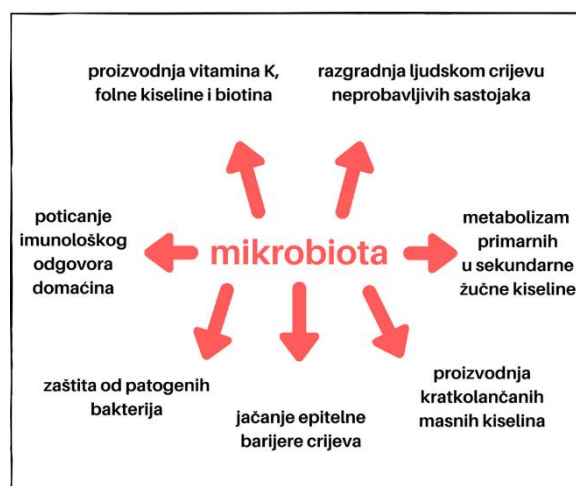 proizvodnja vitamina K,
folne kiseline i biotina
razgradnja ljudskom crijevu
neprobavljivih sastojaka
poticanje
imunološkog
odgovora
domaćina
mikrobiota
metabolizam
primarnih
u sekundarne
žučne kiseline
zaštita od patogenih
bakterija
jačanje epitelne
barijere crijeva
proizvodnja
kratkolančanih
masnih kiselina